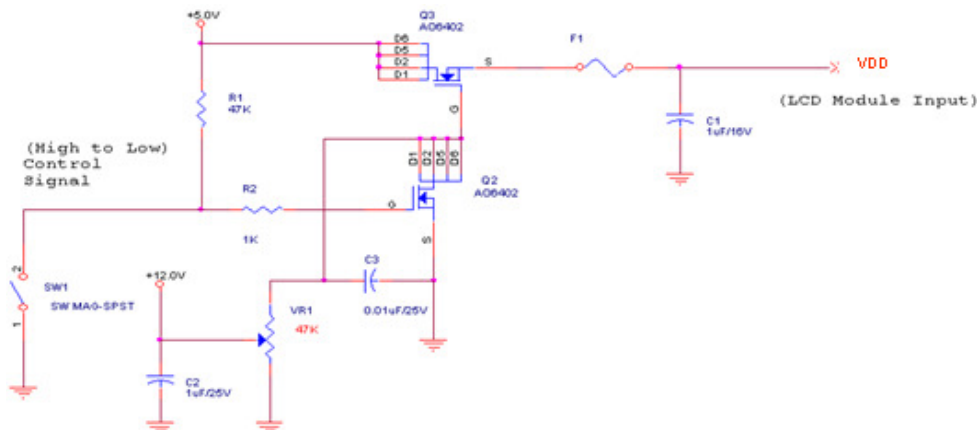 +5.0V
Q3
AO6402
D6
D5
D2
D1
S
G
F1
VDD
(LCD Module Input)
C1
1uF/16V
R1
47K
(High to Low)
Control
Signal
R2
1K
G
D1
D2
D5
D6
Q2
AO6402
S
C3
0.01uF/25V
2
SW1
SW MAG-SPST
1
+12.0V
VR1
47K
C2
1uF/25V